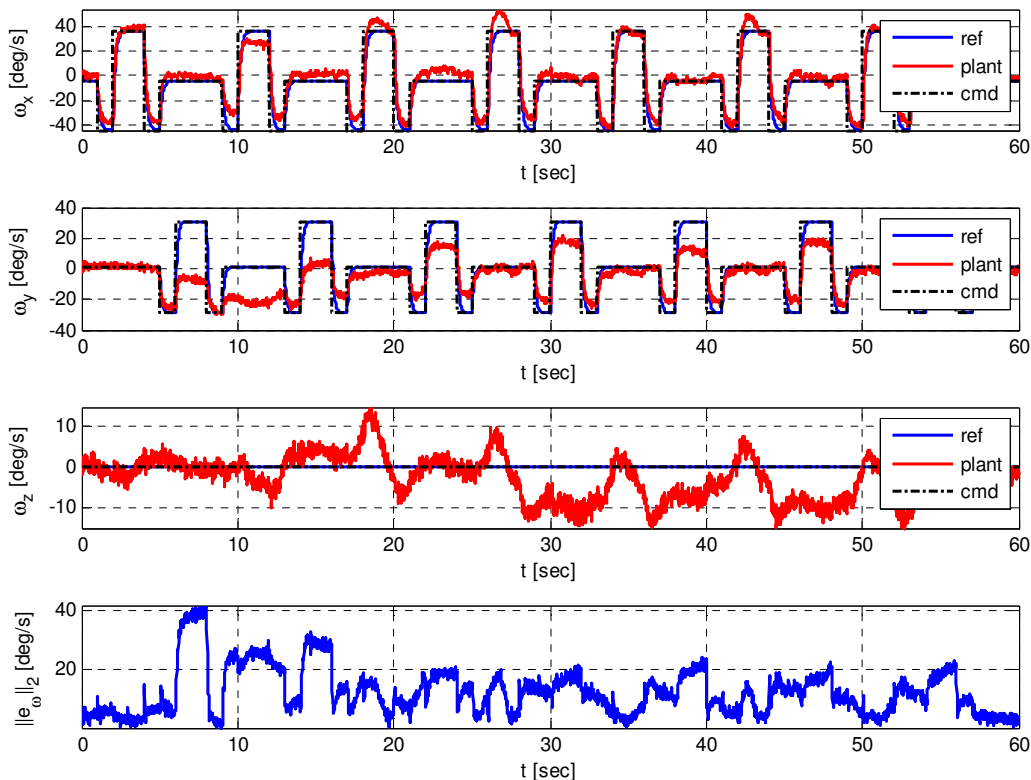 40
20
0
-20
-40
ω_x [deg/s]
ref
plant
cmd
0 10 20 30 40 50 60
t [sec]
40
20
0
-20
-40
ω_y [deg/s]
ref
plant
cmd
0 10 20 30 40 50 60
t [sec]
10
0
-10
ω_z [deg/s]
ref
plant
cmd
0 10 20 30 40 50 60
t [sec]
40
20
||e_ω||_2 [deg/s]
0 10 20 30 40 50 60
t [sec]